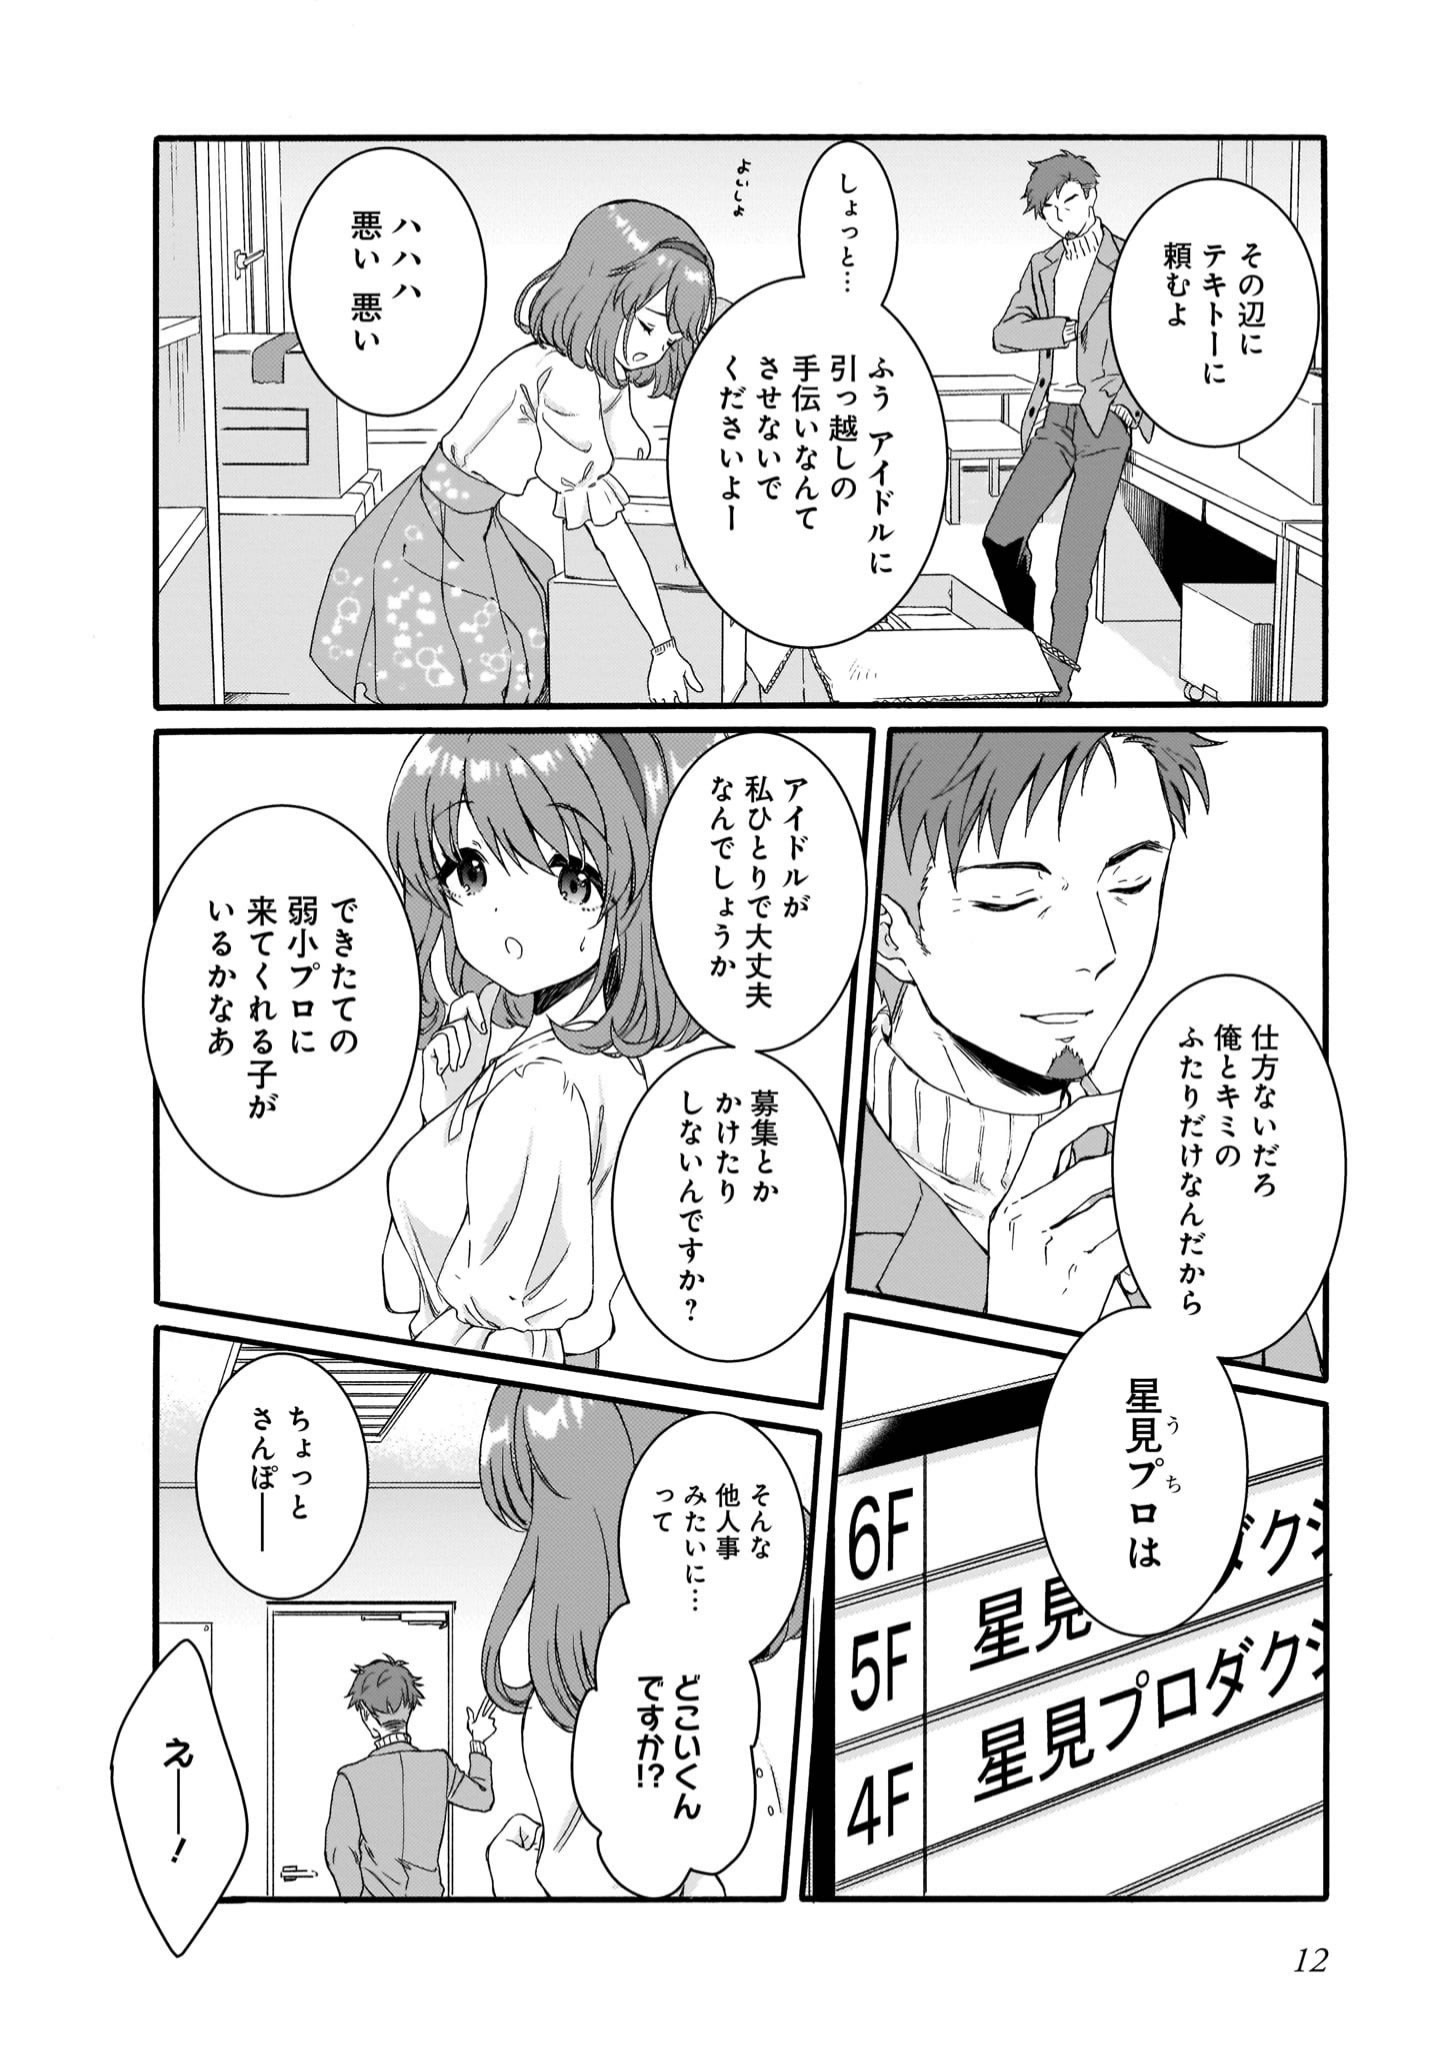 その辺に
テキトーに
頼むよ
しょっと…
よいしょ
ふう アイドルに
引っ越しの
手伝いなんて
させないで
くださいよー
ハハハ
悪い 悪い
仕方ないだろ
俺とキミの
ふたりだけなんだから
アイドルが
私ひとりで大丈夫
なんでしょうか
募集とか
かけたり
しないんですか？
できたての
弱小プロに
来てくれる子が
いるかなあ
星見プロは
うち
6F
5F 星見プロダクシ
4F 星見プロダクシ
そんな
他人事
みたいに…
って
どこいくん
ですか!?
ちょっと
さんぽ——
え——！
12